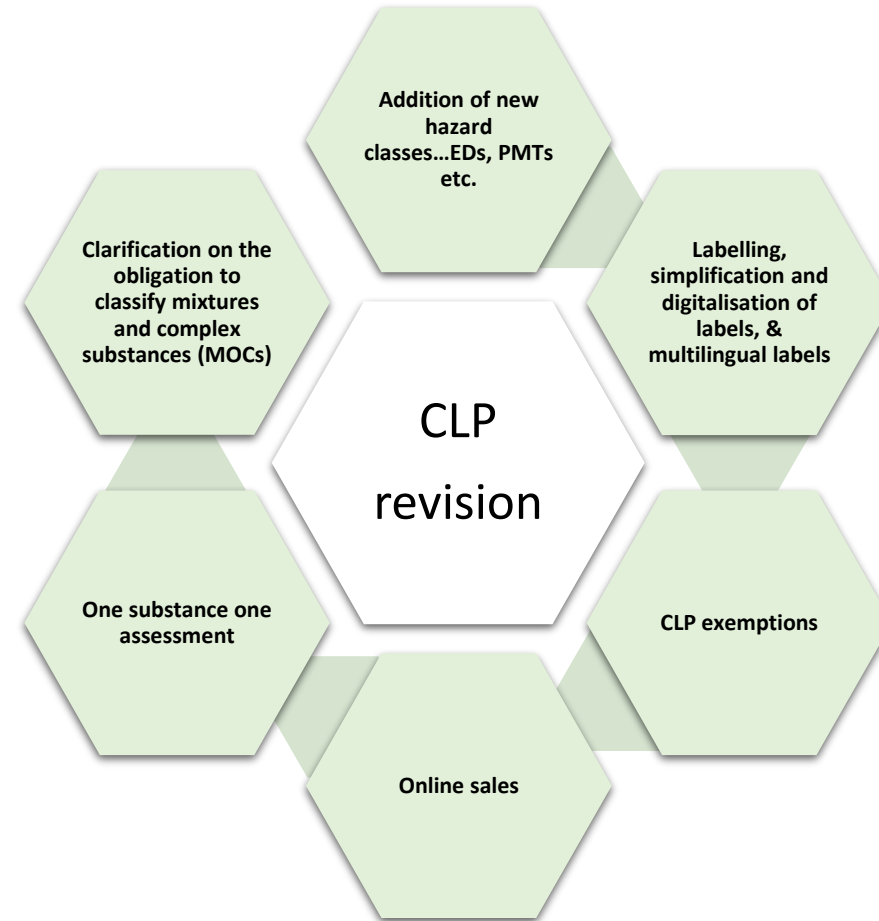 Addition of new
hazard
classes...EDs, PMTs
etc.
Labelling,
simplification and
digitalisation of
labels, &
multilingual labels
CLP exemptions
Online sales
One substance one
assessment
Clarification on the
obligation to
classify mixtures
and complex
substances (MOCs)
CLP
revision